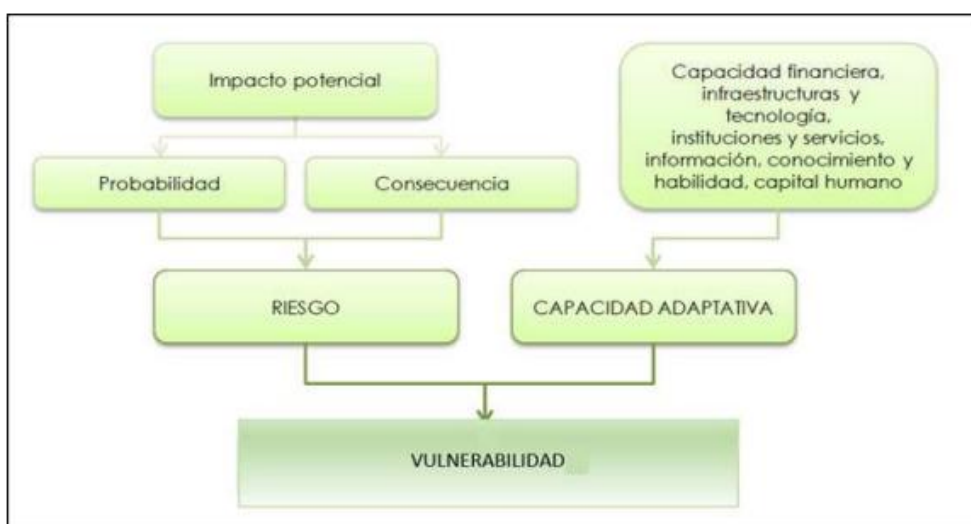 Impacto potencial
Capacidad financiera,
infraestructuras y
tecnología,
instituciones y servicios,
información, conocimiento y
habilidad, capital humano
Probabilidad
Consecuencia
RIESGO
CAPACIDAD ADAPTATIVA
VULNERABILIDAD